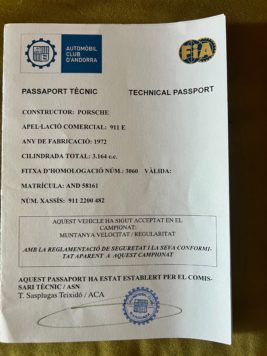 AUTOMÒBIL
CLUB
D'ANDORRA
FiA
PASSAPORT TÈCNIC TECHNICAL PASSPORT
CONSTRUCTOR: PORSCHE
APEL·LACIÓ COMERCIAL: 911 E
ANY DE FABRICACIÓ: 1972
CILINDRADA TOTAL: 3.164 c.c.
FITXA D'HOMOLOGACIÓ NÚM.: 3060 VÀLIDA:
MATRÍCULA: AND 58161
NÚM. XASSÍS: 911 2200 482
AQUEST VEHICLE HA SIGUT ACCEPTAT EN EL
CAMPIONAT:
MUNTANYA VELOCITAT / REGULARITAT
AMB LA REGLAMENTACIÓ DE SEGURETAT I LA SEVA CONFORMI-
TAT APARENT A AQUEST CAMPIONAT
AQUEST PASSAPORT HA ESTAT ESTABLERT PER EL COMIS-
SARI TÈCNIC / ASN
T. Sasplugas Teixidó / ACA